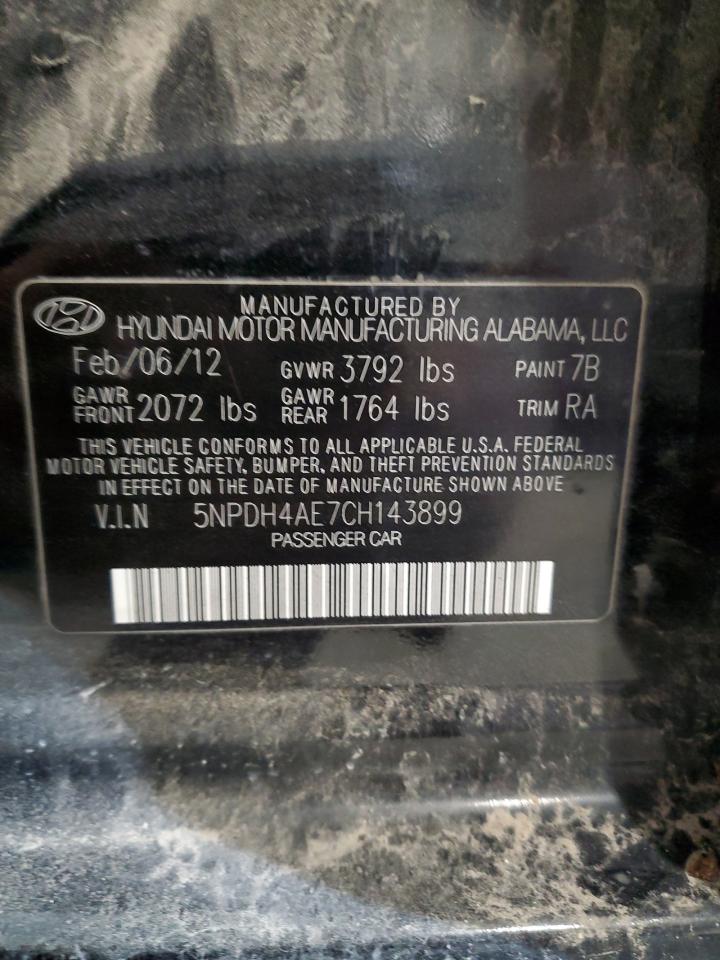 MANUFACTURED BY
HYUNDAI MOTOR MANUFACTURING ALABAMA, LLC
Feb/06/12 GVWR 3792 lbs PAINT 7B
GAWR FRONT 2072 lbs GAWR REAR 1764 lbs TRIM RA
THIS VEHICLE CONFORMS TO ALL APPLICABLE U.S.A. FEDERAL
MOTOR VEHICLE SAFETY, BUMPER, AND THEFT PREVENTION STANDARDS
IN EFFECT ON THE DATE OF MANUFACTURE SHOWN ABOVE
V.I.N 5NPDH4AE7CH143899
PASSENGER CAR